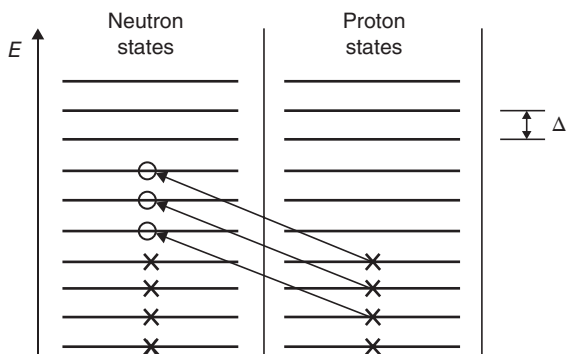 Neutron
states
Proton
states
E
Δ